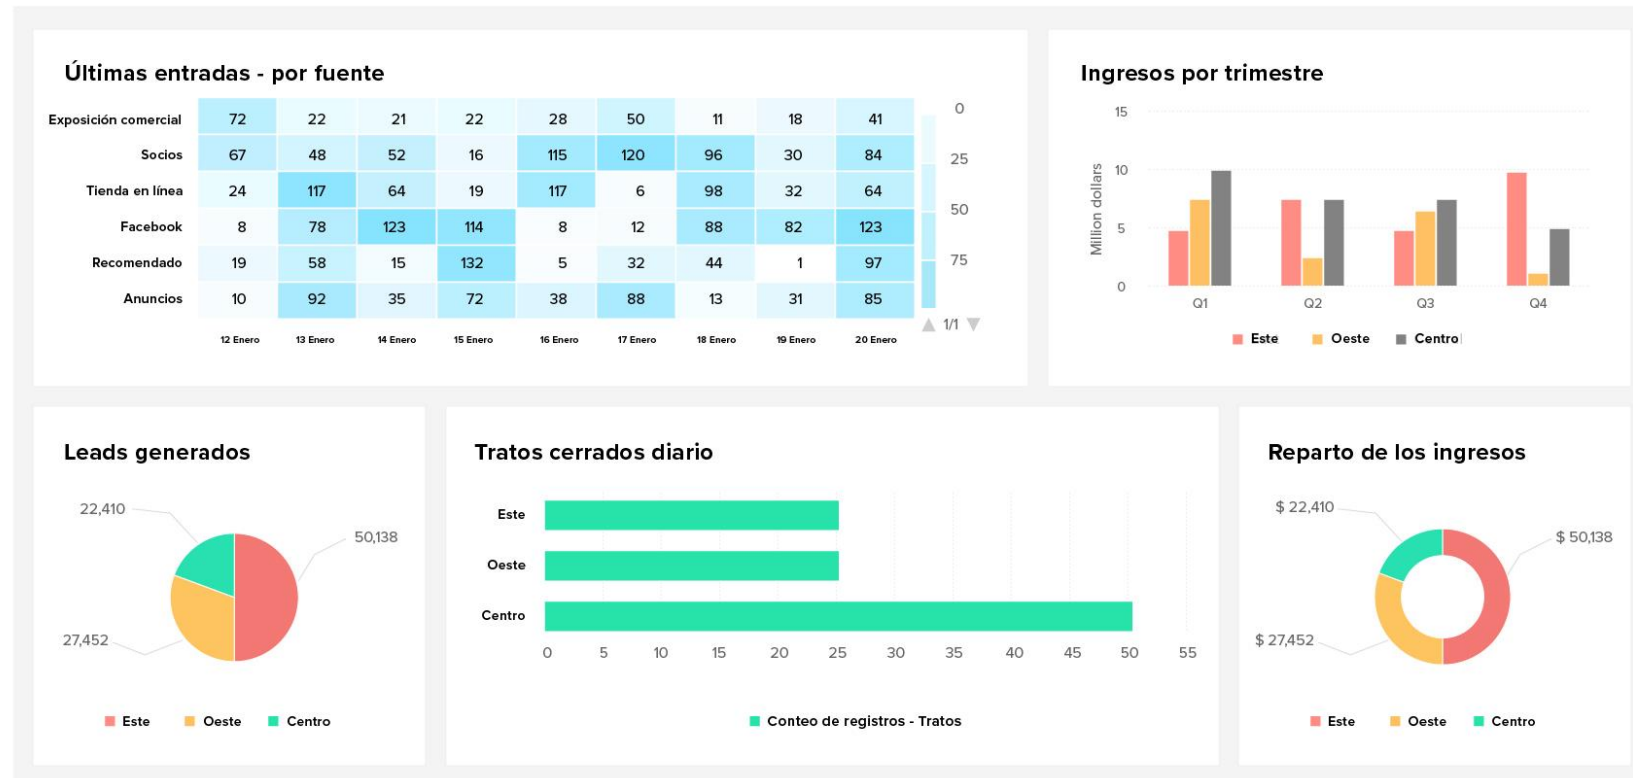 Últimas entradas - por fuente
Exposición comercial 72 22 21 22 28 50 11 18 41
Socios 67 48 52 16 115 120 96 30 84
Tienda en línea 24 117 64 19 117 6 98 32 64
Facebook 8 78 123 114 8 12 88 82 123
Recomendado 19 58 15 132 5 32 44 1 97
Anuncios 10 92 35 72 38 88 13 31 85
12 Enero 13 Enero 14 Enero 15 Enero 16 Enero 17 Enero 18 Enero 19 Enero 20 Enero
0
25
50
75
1/1
Ingresos por trimestre
Million dollars
15
10
5
0
Q1 Q2 Q3 Q4
Este Oeste Centro
Leads generados
22,410
50,138
27,452
Este Oeste Centro
Tratos cerrados diario
Este
Oeste
Centro
0 5 10 15 20 25 30 35 40 45 50 55
Conteo de registros - Tratos
Reparto de los ingresos
$ 22,410
$ 50,138
$ 27,452
Este Oeste Centro